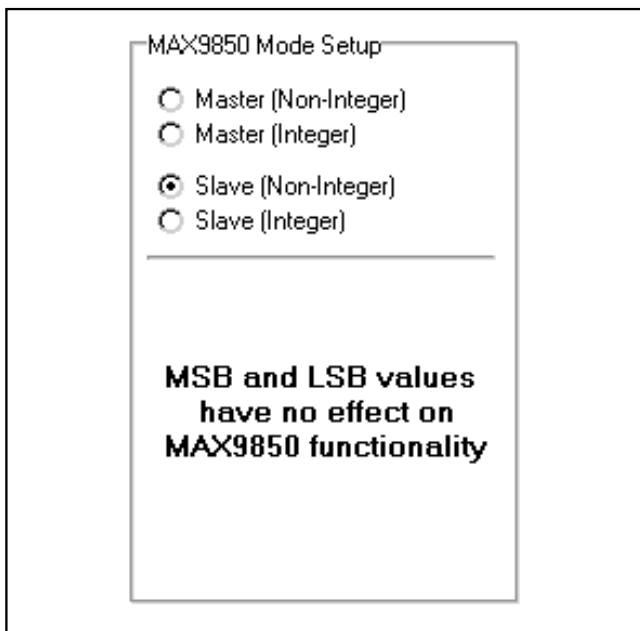 MAX9850 Mode Setup
Master (Non-Integer)
Master (Integer)
Slave (Non-Integer)
Slave (Integer)
MSB and LSB values
have no effect on
MAX9850 functionality